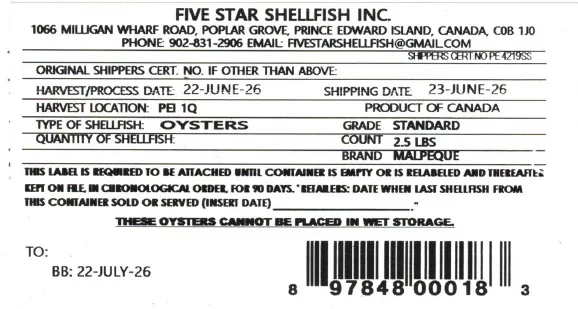 FIVE STAR SHELLFISH INC.
1066 MILLIGAN WHARF ROAD, POPLAR GROVE, PRINCE EDWARD ISLAND, CANADA, C0B 1J0
PHONE: 902-831-2906 EMAIL: FIVESTARSHELLFISH@GMAIL.COM
SHIPPERS CERT. NO PE 4219SS
ORIGINAL SHIPPERS CERT. NO. IF OTHER THAN ABOVE:
HARVEST/PROCESS DATE: 22-JUNE-26 SHIPPING DATE: 23-JUNE-26
HARVEST LOCATION: PEI 1Q PRODUCT OF CANADA
TYPE OF SHELLFISH: OYSTERS GRADE STANDARD
QUANTITY OF SHELLFISH: COUNT 2.5 LBS
BRAND MALPEQUE
THIS LABEL IS REQUIRED TO BE ATTACHED UNTIL CONTAINER IS EMPTY OR IS RELABELED AND THEREAFTER
KEPT ON FILE, IN CHRONOLOGICAL ORDER, FOR 90 DAYS. "RETAILERS: DATE WHEN LAST SHELLFISH FROM
THIS CONTAINER SOLD OR SERVED (INSERT DATE) ____________________."
THESE OYSTERS CANNOT BE PLACED IN WET STORAGE.
TO:
BB: 22-JULY-26
8 97848 00018 3